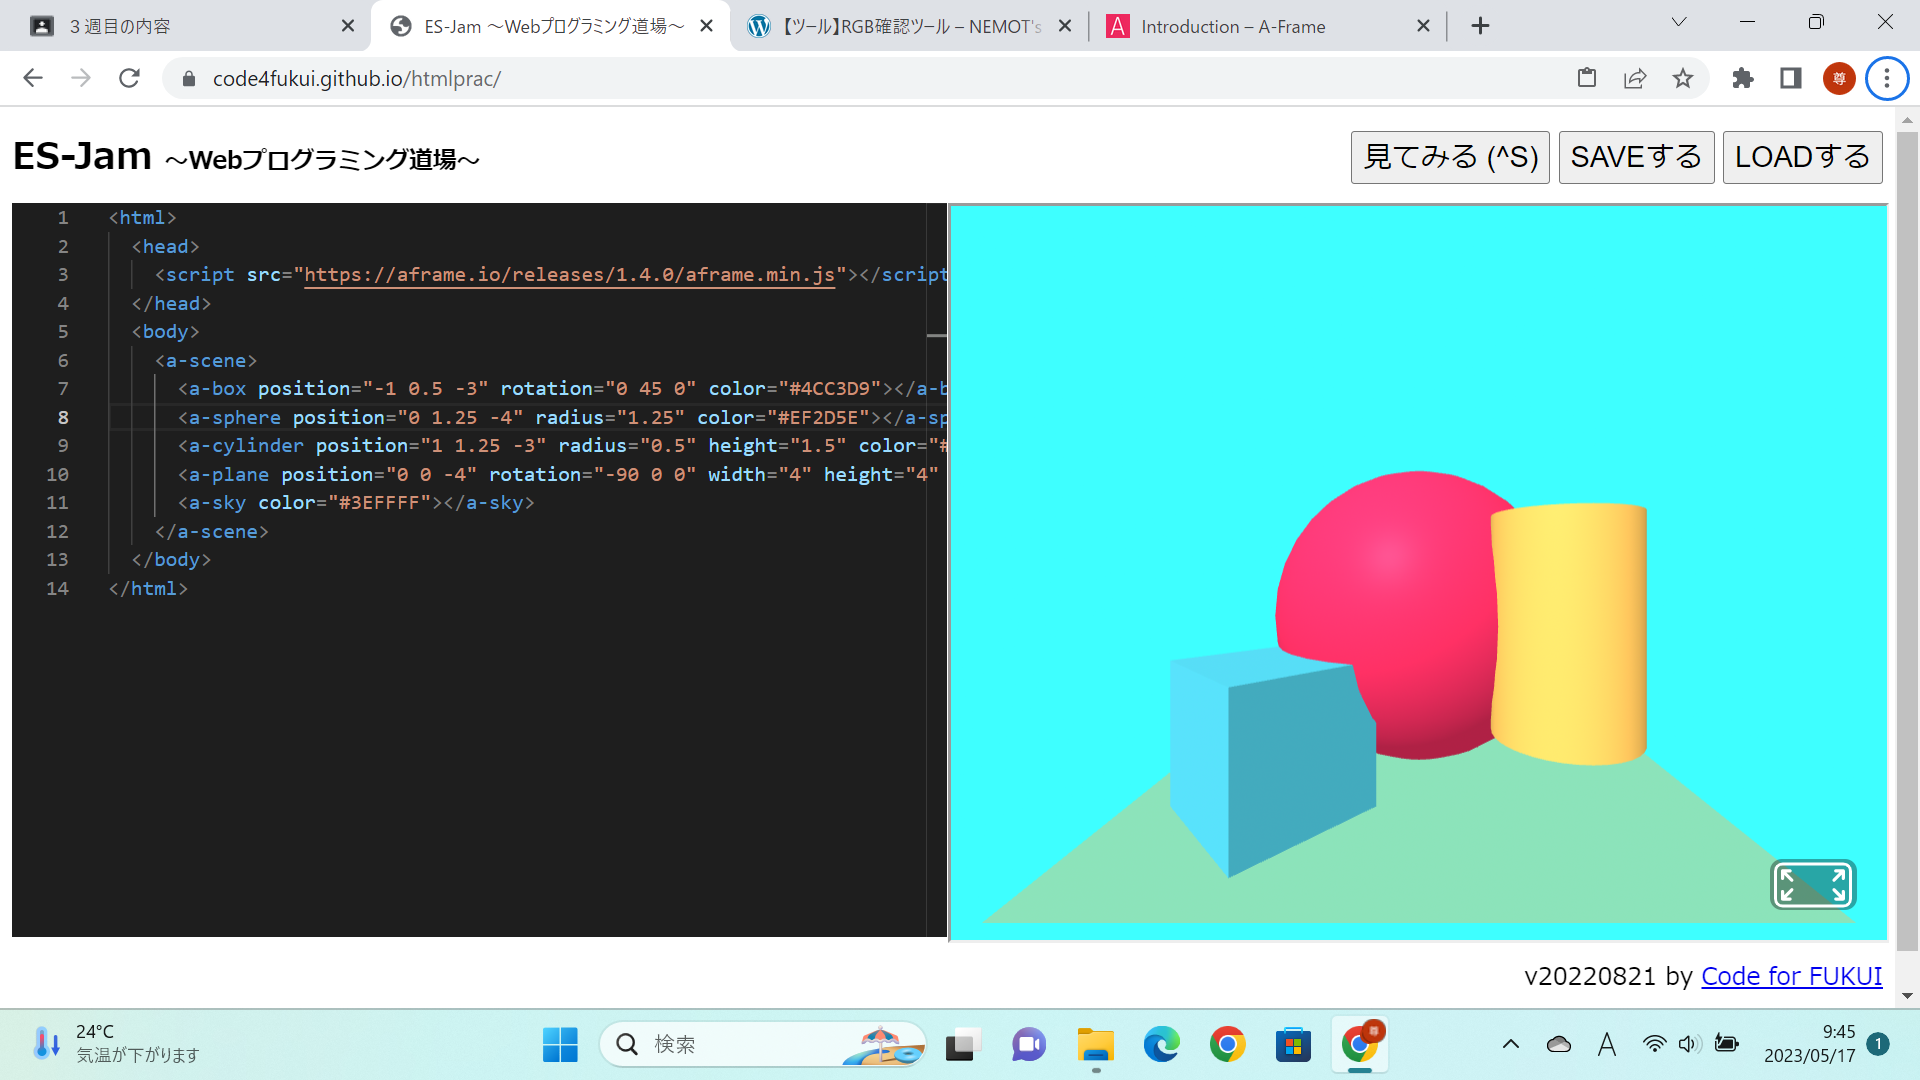 ３週目の内容
ES-Jam ～Webプログラミング道場～
【ツール】RGB確認ツール – NEMOT's
Introduction – A-Frame
code4fukui.github.io/htmlprac/
尊
ES-Jam ～Webプログラミング道場～
見てみる (^S)
SAVEする
LOADする
1 <html>
2 <head>
3 <script src="https://aframe.io/releases/1.4.0/aframe.min.js"></script
4 </head>
5 <body>
6 <a-scene>
7 <a-box position="-1 0.5 -3" rotation="0 45 0" color="#4CC3D9"></a-b
8 <a-sphere position="0 1.25 -4" radius="1.25" color="#EF2D5E"></a-sp
9 <a-cylinder position="1 1.25 -3" radius="0.5" height="1.5" color="#
10 <a-plane position="0 0 -4" rotation="-90 0 0" width="4" height="4"
11 <a-sky color="#3EFFFF"></a-sky>
12 </a-scene>
13 </body>
14 </html>
v20220821 by Code for FUKUI
24°C
気温が下がります
検索
A
9:45
2023/05/17
1